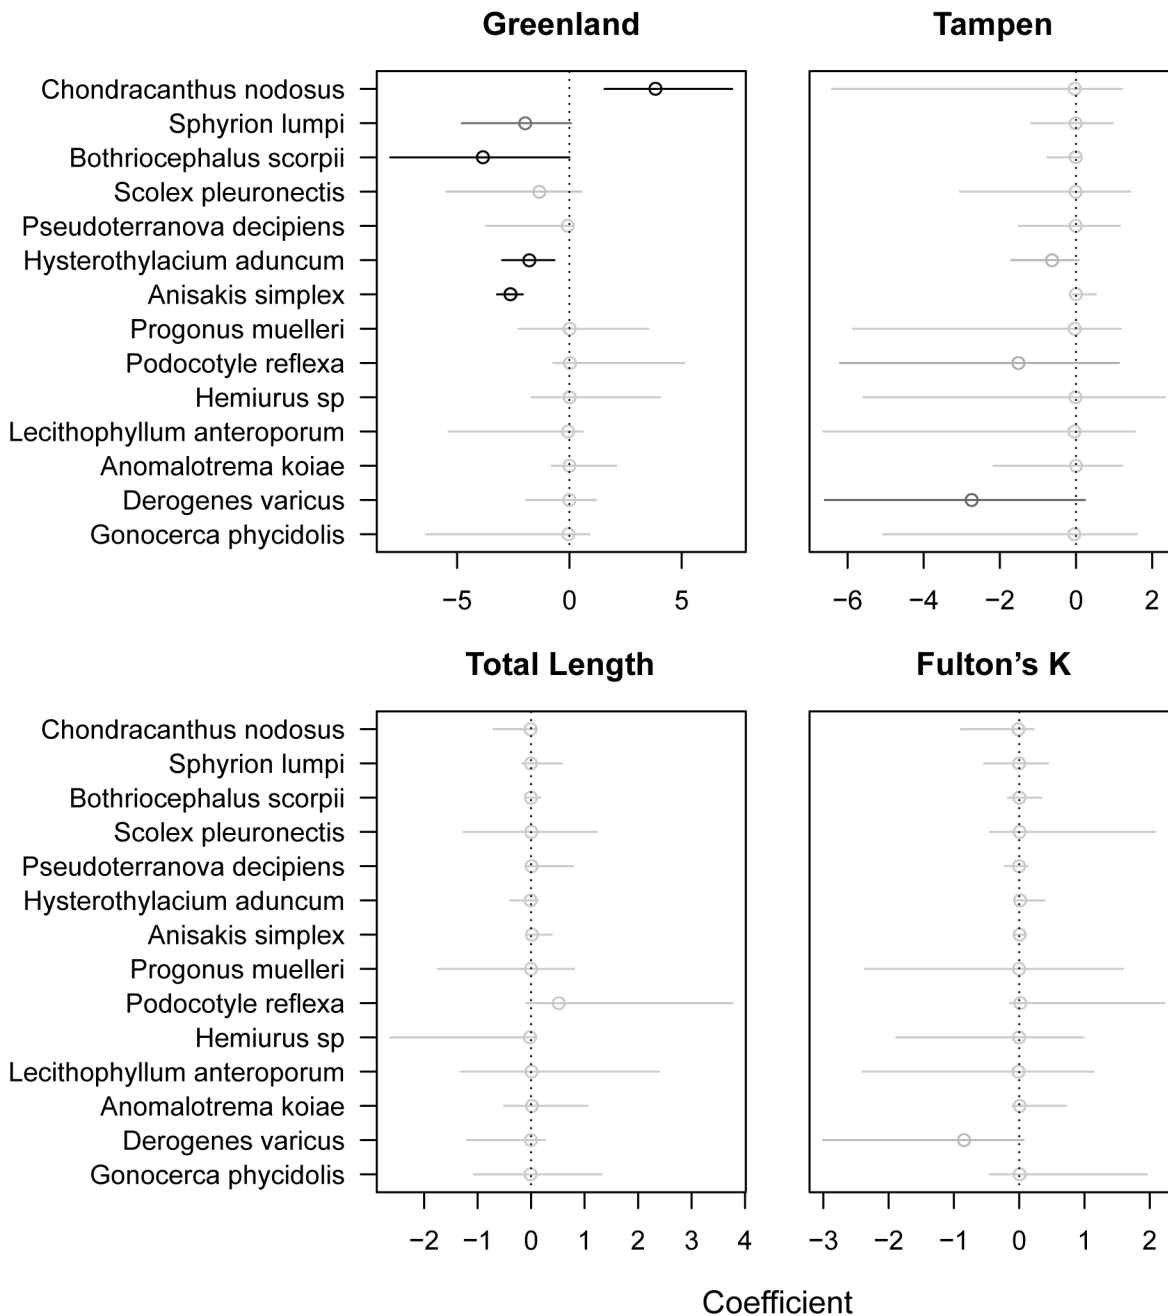 Greenland Tampen
Chondracanthus nodosus
Sphyrion lumpi
Bothriocephalus scorpii
Scolex pleuronectis
Pseudoterranova decipiens
Hysterothylacium aduncum
Anisakis simplex
Progonus muelleri
Podocotyle reflexa
Hemiurus sp
Lecithophyllum anteroporum
Anomalotrema koiae
Derogenes varicus
Gonocerca phycidolis
−5 0 5 −6 −4 −2 0 2
Total Length Fulton’s K
Chondracanthus nodosus
Sphyrion lumpi
Bothriocephalus scorpii
Scolex pleuronectis
Pseudoterranova decipiens
Hysterothylacium aduncum
Anisakis simplex
Progonus muelleri
Podocotyle reflexa
Hemiurus sp
Lecithophyllum anteroporum
Anomalotrema koiae
Derogenes varicus
Gonocerca phycidolis
−2 −1 0 1 2 3 4 −3 −2 −1 0 1 2
Coefficient